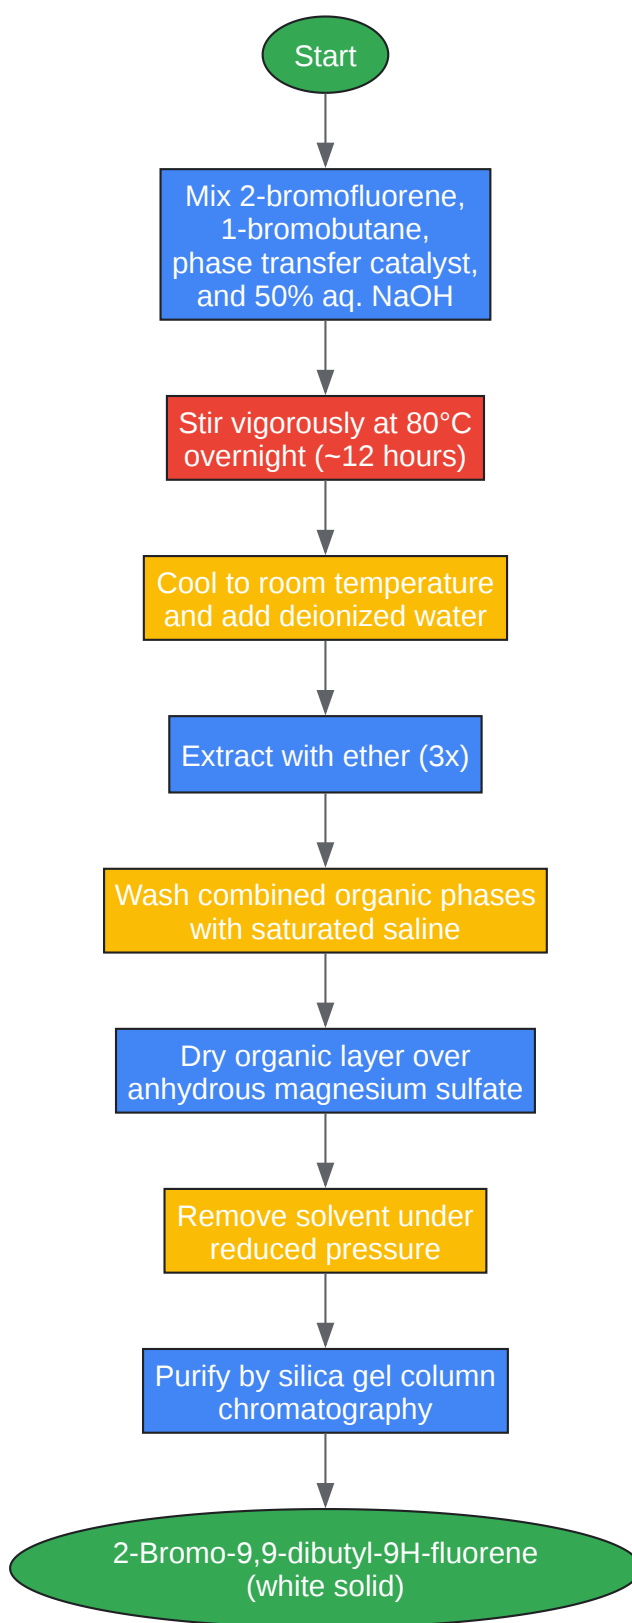 Start
Mix 2-bromofluorene,
1-bromobutane,
phase transfer catalyst,
and 50% aq. NaOH
Stir vigorously at 80°C
overnight (~12 hours)
Cool to room temperature
and add deionized water
Extract with ether (3x)
Wash combined organic phases
with saturated saline
Dry organic layer over
anhydrous magnesium sulfate
Remove solvent under
reduced pressure
Purify by silica gel column
chromatography
2-Bromo-9,9-dibutyl-9H-fluorene
(white solid)